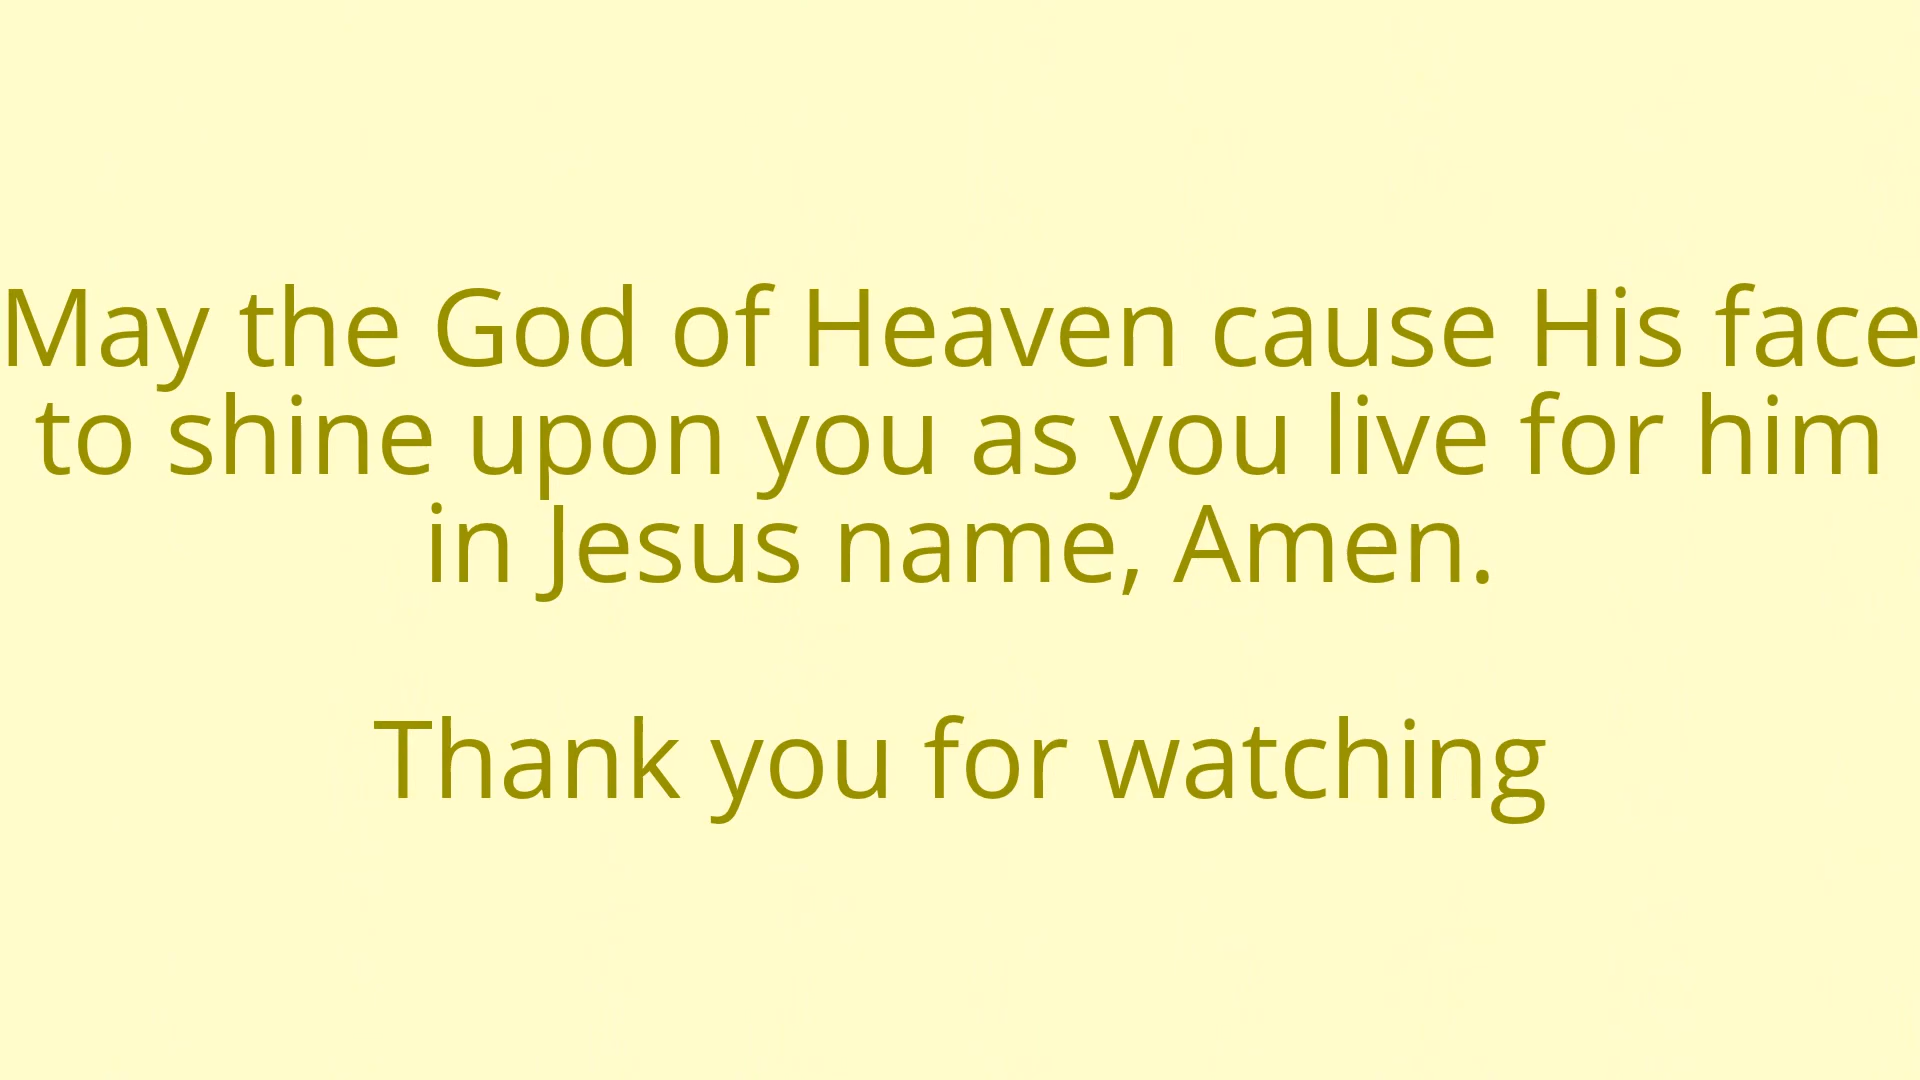 May the God of Heaven cause His face
to shine upon you as you live for him
in Jesus name, Amen.
Thank you for watching